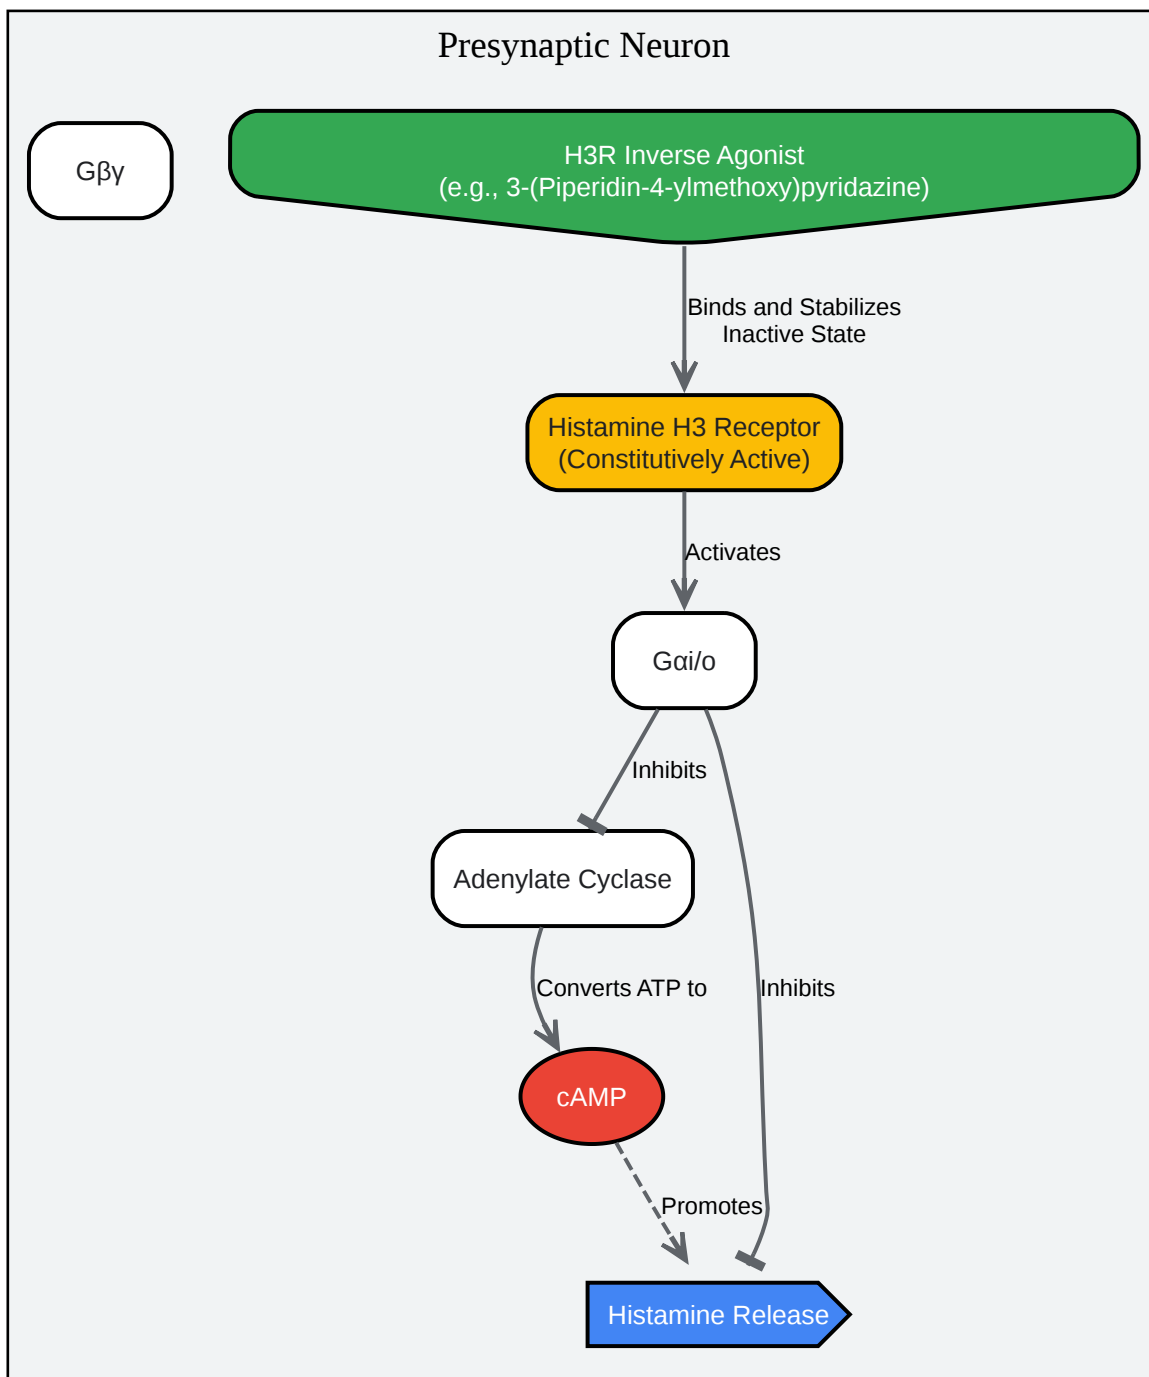 Presynaptic Neuron
Gβγ
H3R Inverse Agonist
(e.g., 3-(Piperidin-4-ylmethoxy)pyridazine)
Binds and Stabilizes
Inactive State
Histamine H3 Receptor
(Constitutively Active)
Activates
Gαi/o
Inhibits
Adenylate Cyclase
Converts ATP to
Inhibits
cAMP
Promotes
Histamine Release